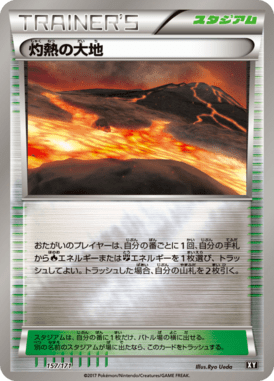 TRAINER'S
スタジアム
灼熱の大地
おたがいのプレイヤーは、自分の番ごとに1回、自分の手札
からエネルギーまたはエネルギーを1枚選び、トラッ
シュしてよい。トラッシュした場合、自分の山札を2枚引く。
スタジアムは、自分の番に1枚だけ、バトル場の横に出せる。
別の名前のスタジアムが場に出たなら、このカードをトラッシュする。
157/171
©2017 Pokémon/Nintendo/Creatures/GAME FREAK.
Illus.Ryo Ueda
XY